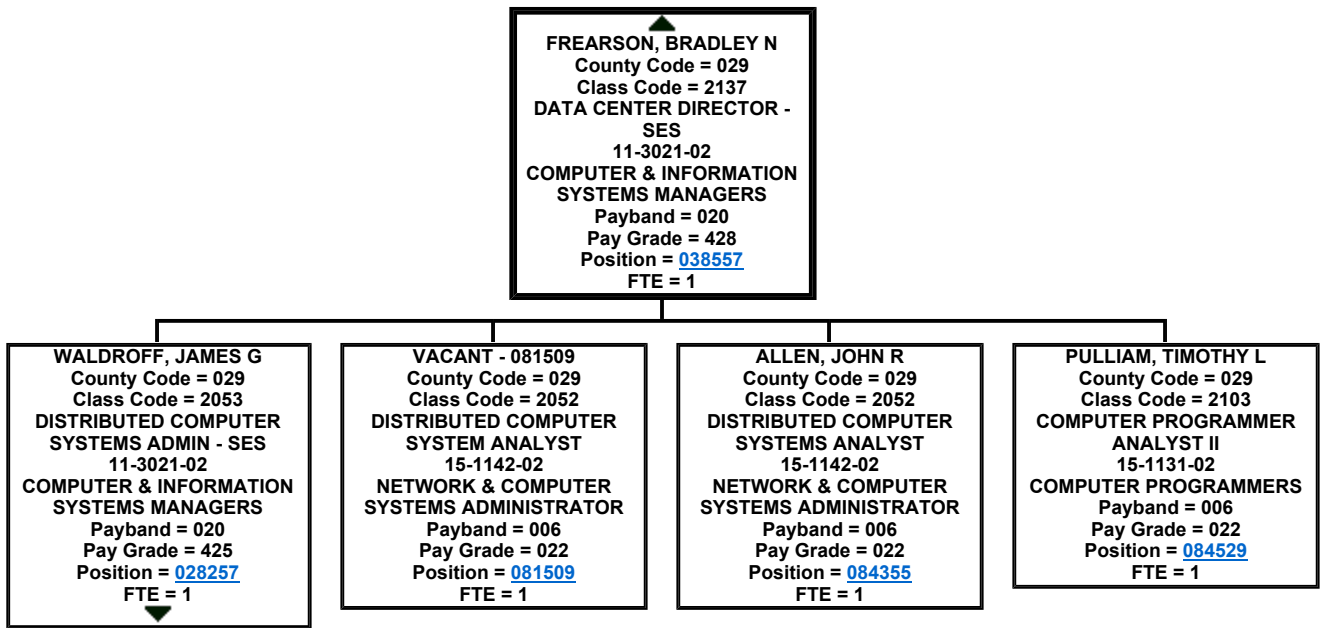 FREARSON, BRADLEY N
County Code = 029
Class Code = 2137
DATA CENTER DIRECTOR -
SES
11-3021-02
COMPUTER & INFORMATION
SYSTEMS MANAGERS
Payband = 020
Pay Grade = 428
Position = 038557
FTE = 1
WALDROFF, JAMES G
County Code = 029
Class Code = 2053
DISTRIBUTED COMPUTER
SYSTEMS ADMIN - SES
11-3021-02
COMPUTER & INFORMATION
SYSTEMS MANAGERS
Payband = 020
Pay Grade = 425
Position = 028257
FTE = 1
VACANT - 081509
County Code = 029
Class Code = 2052
DISTRIBUTED COMPUTER
SYSTEM ANALYST
15-1142-02
NETWORK & COMPUTER
SYSTEMS ADMINISTRATOR
Payband = 006
Pay Grade = 022
Position = 081509
FTE = 1
ALLEN, JOHN R
County Code = 029
Class Code = 2052
DISTRIBUTED COMPUTER
SYSTEMS ANALYST
15-1142-02
NETWORK & COMPUTER
SYSTEMS ADMINISTRATOR
Payband = 006
Pay Grade = 022
Position = 084355
FTE = 1
PULLIAM, TIMOTHY L
County Code = 029
Class Code = 2103
COMPUTER PROGRAMMER
ANALYST II
15-1131-02
COMPUTER PROGRAMMERS
Payband = 006
Pay Grade = 022
Position = 084529
FTE = 1